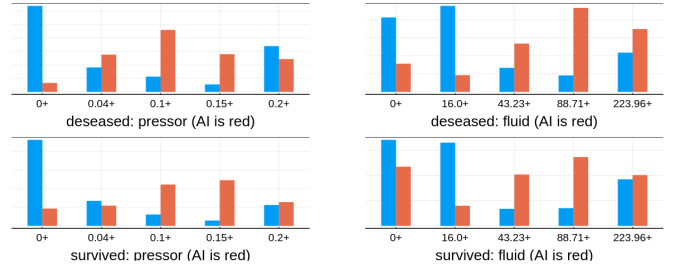 0+ 0.04+ 0.1+ 0.15+ 0.2+
deseased: pressor (AI is red)
0+ 16.0+ 43.23+ 88.71+ 223.96+
deseased: fluid (AI is red)
0+ 0.04+ 0.1+ 0.15+ 0.2+
survived: pressor (AI is red)
0+ 16.0+ 43.23+ 88.71+ 223.96+
survived: fluid (AI is red)